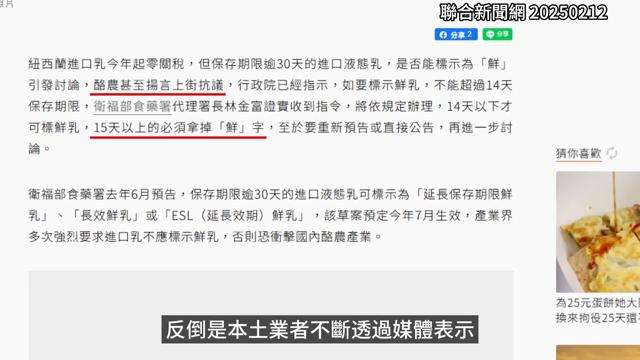 照片
聯合新聞網 20250212
分享 2
分享
紐西蘭進口乳今年起零關稅，但保存期限逾30天的進口液態乳，是否能標示為「鮮」
引發討論，酪農甚至揚言上街抗議，行政院已經指示，如要標示鮮乳，不能超過14天
保存期限，衛福部食藥署代理署長林金富證實收到指令，將依規定辦理，14天以下才
可標鮮乳，15天以上的必須拿掉「鮮」字，至於要重新預告或直接公告，再進一步討
論。
猜你喜歡
衛福部食藥署去年6月預告，保存期限逾30天的進口液態乳可標示為「延長保存期限鮮
乳」、「長效鮮乳」或「ESL（延長效期）鮮乳」，該草案預定今年7月生效，產業界
多次強烈要求進口乳不應標示鮮乳，否則恐衝擊國內酪農產業。
為25元蛋餅她大
換來拘役25天還
反倒是本土業者不斷透過媒體表示